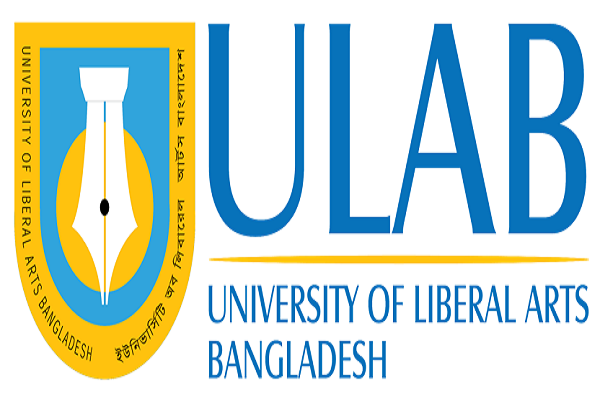 UNIVERSITY OF LIBERAL ARTS BANGLADESH
ইউনিভার্সিটি অব লিবারেল আর্টস বাংলাদেশ
ULAB
UNIVERSITY OF LIBERAL ARTS
BANGLADESH